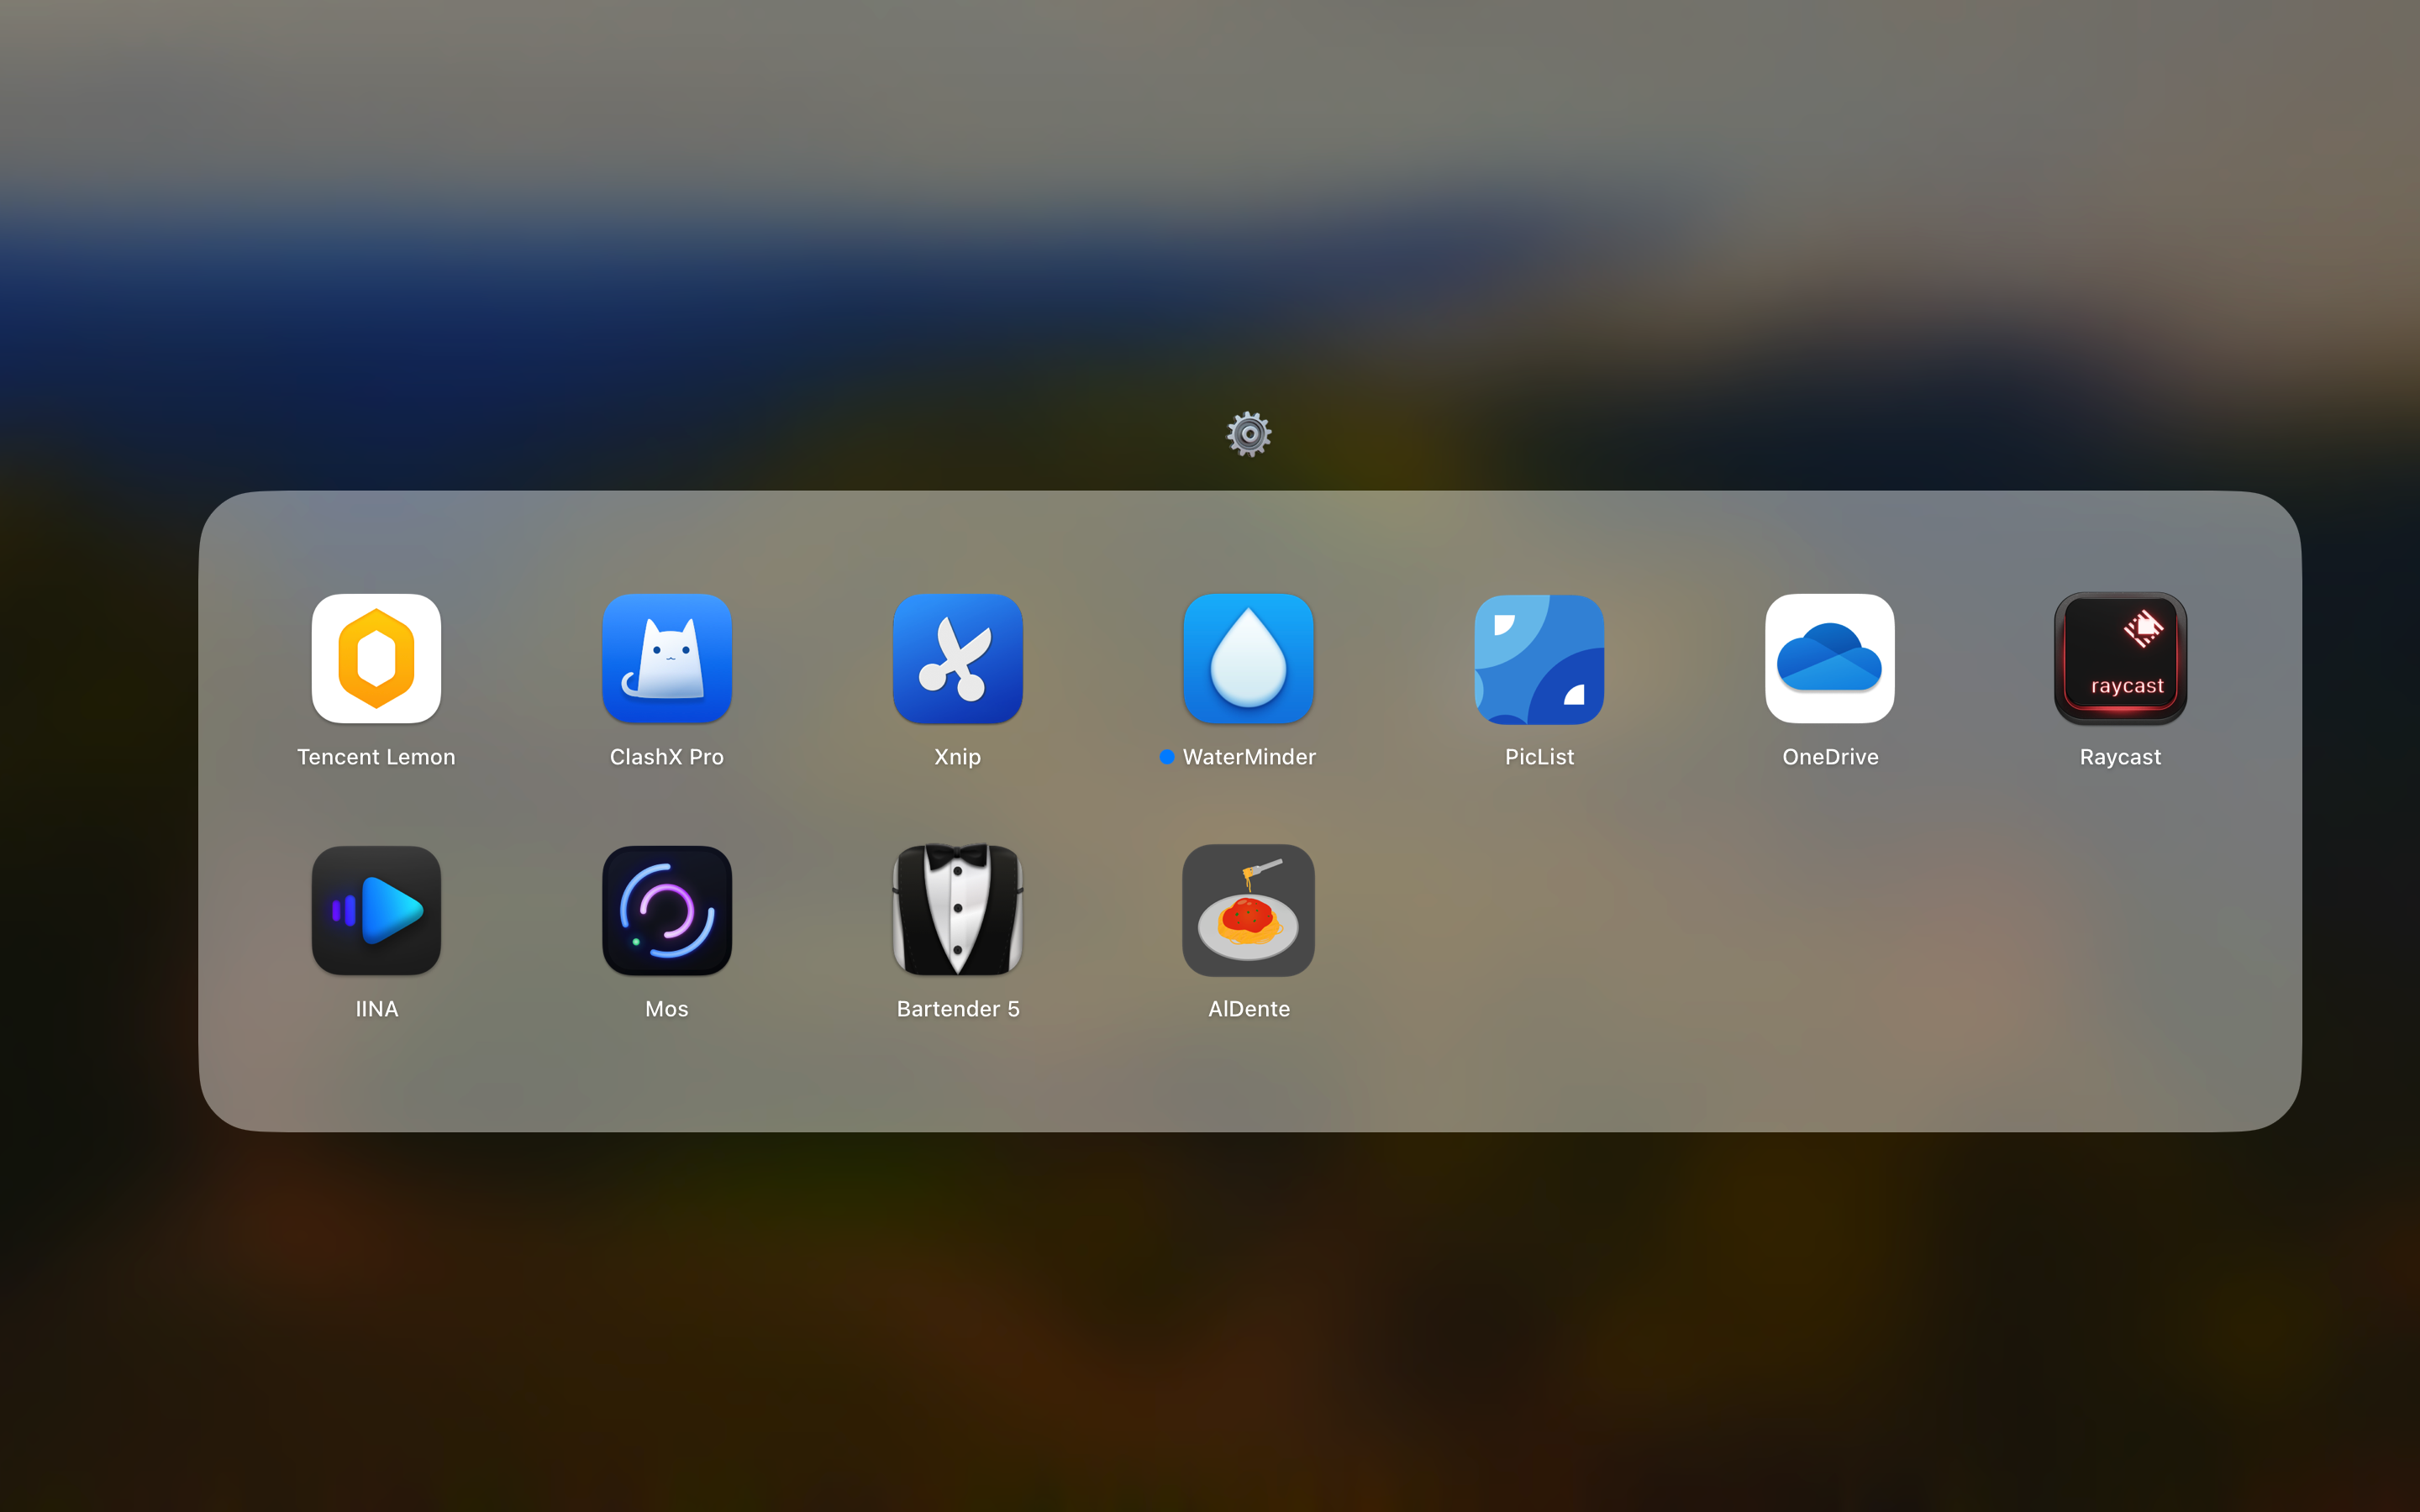 ⚙️
raycast
Tencent Lemon
ClashX Pro
Xnip
WaterMinder
PicList
OneDrive
Raycast
IINA
Mos
Bartender 5
AlDente